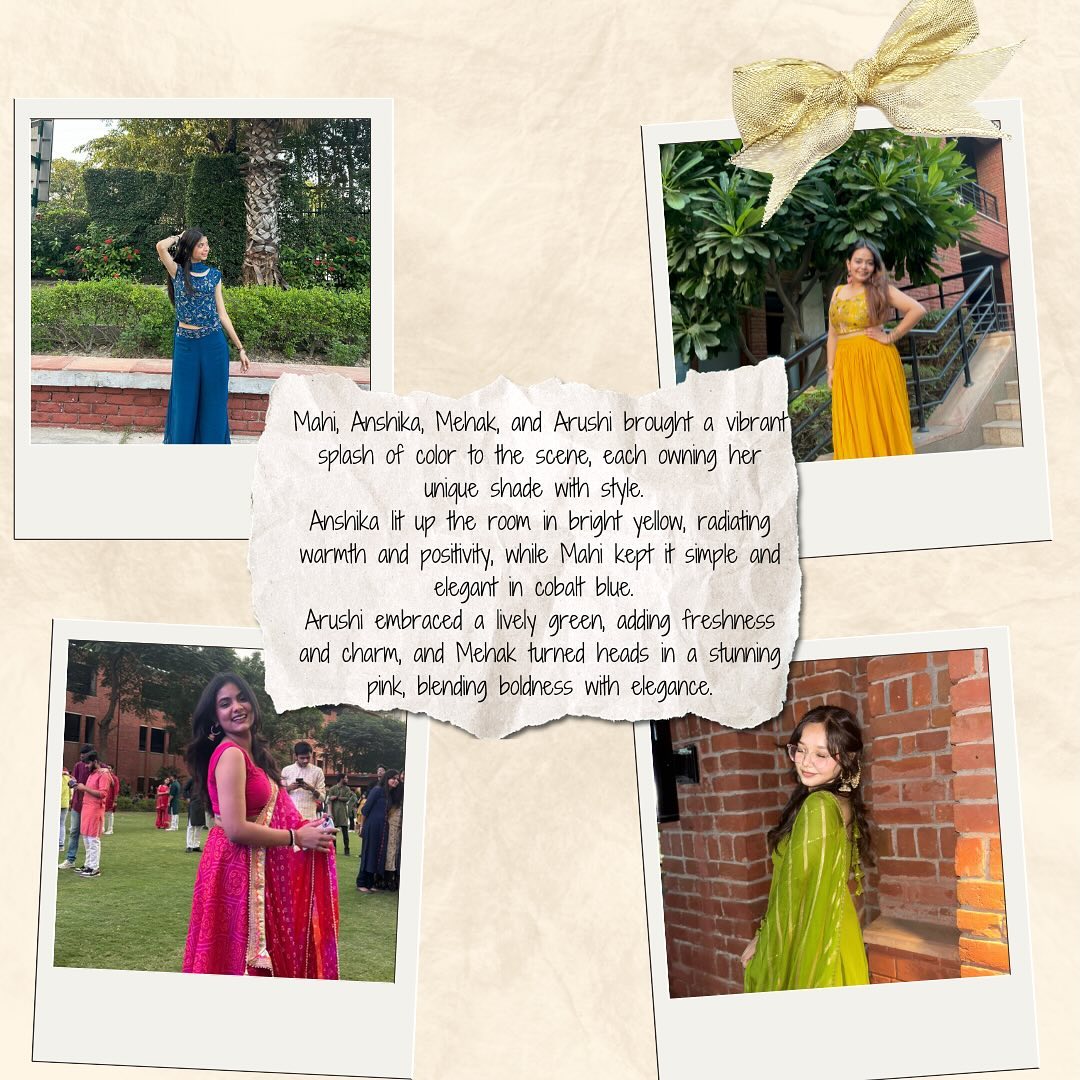 Mahi, Anshika, Mehak, and Arushi brought a vibrant
splash of color to the scene, each owning her
unique shade with style.
Anshika lit up the room in bright yellow, radiating
warmth and positivity, while Mahi kept it simple and
elegant in cobalt blue.
Arushi embraced a lively green, adding freshness
and charm, and Mehak turned heads in a stunning
pink, blending boldness with elegance.